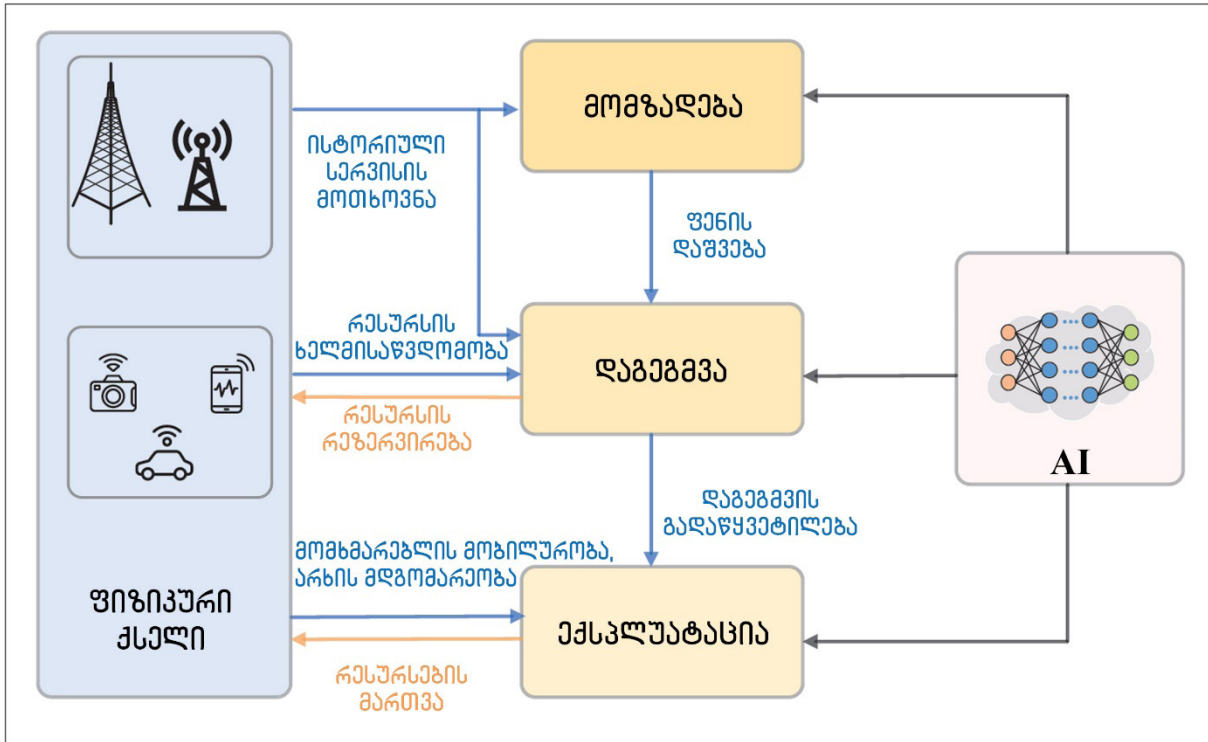 მომზადება
ისტორიული
სერვისის
მოთხოვნა
ფენის
დაშვება
რესურსის
ხელმისაწვდომობა
დაგეგმვა
რესურსის
რეზერვირება
AI
დაგეგმვის
გადაწყვეტილება
მომხმარებლის მობილურობა,
არხის მდგომარეობა
ფიზიკური
ქსელი
ექსპლუატაცია
რესურსების
მართვა